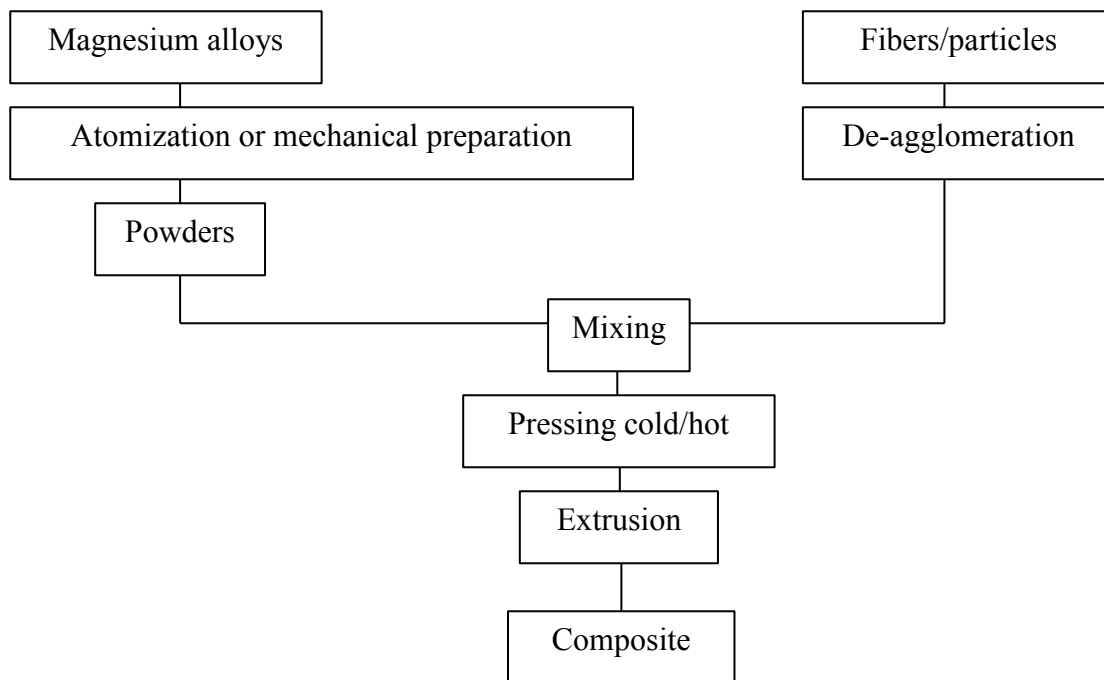 Magnesium alloys
Fibers/particles
Atomization or mechanical preparation
De-agglomeration
Powders
Mixing
Pressing cold/hot
Extrusion
Composite